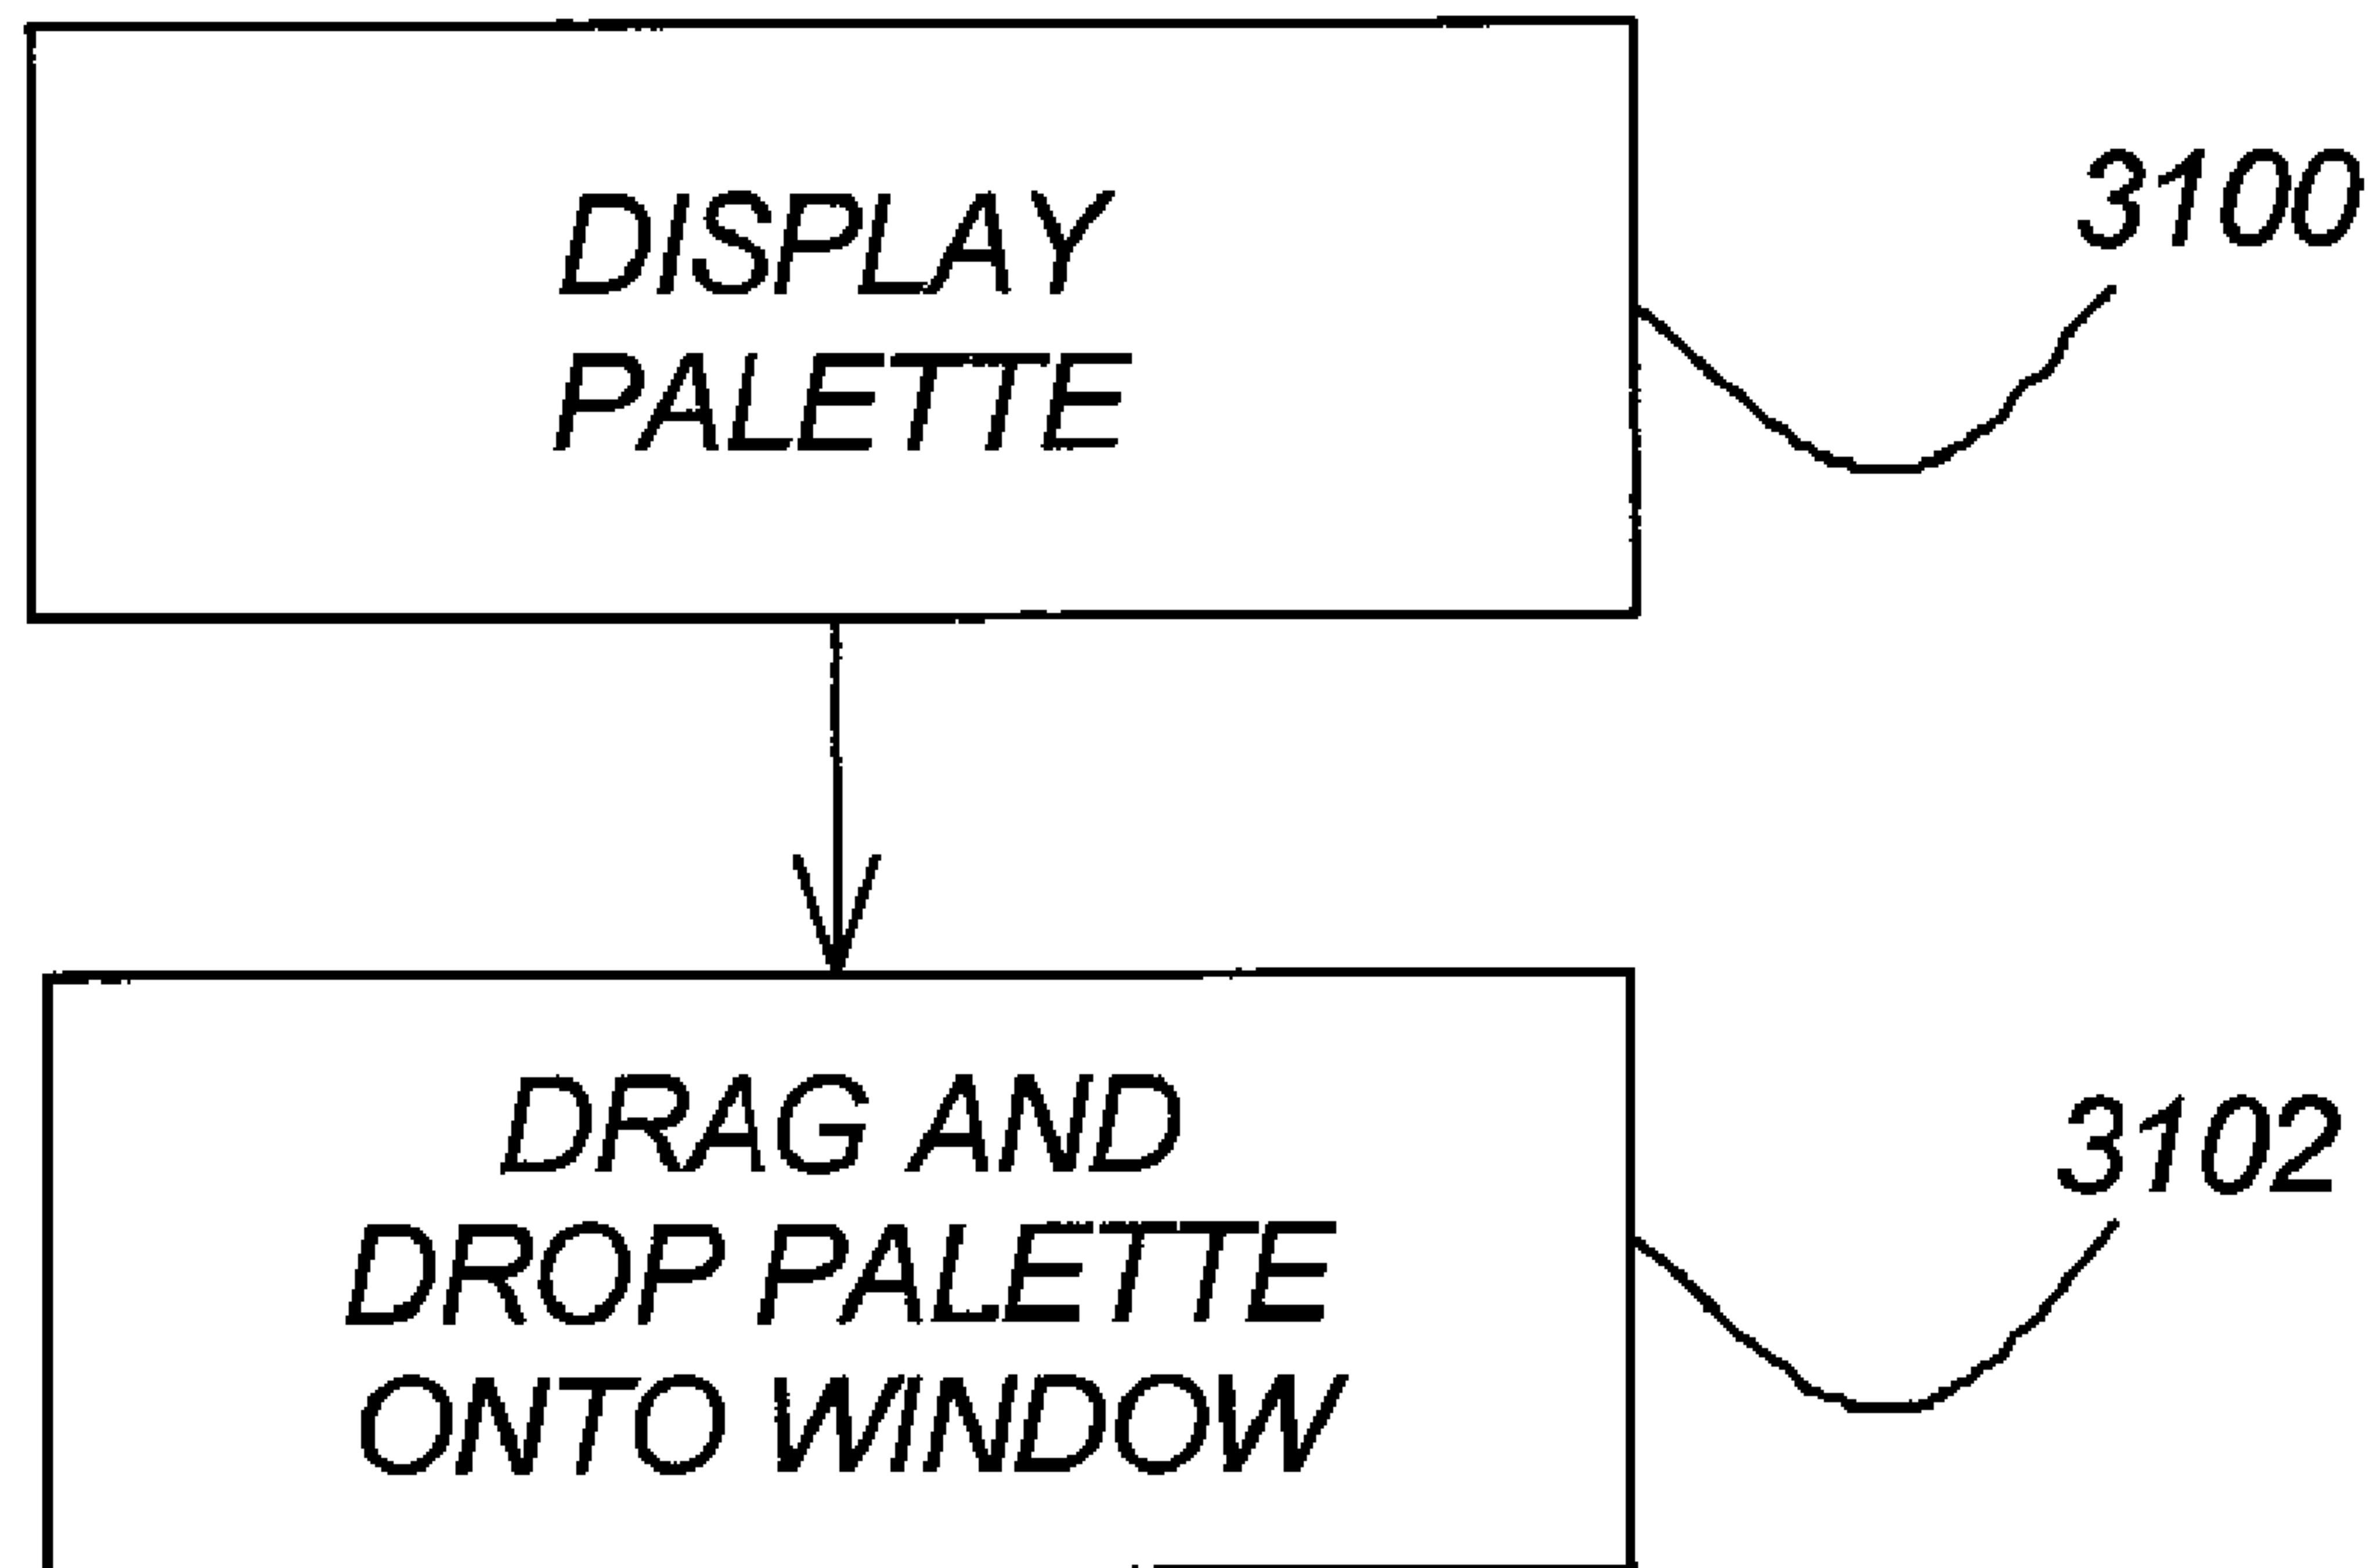 DISPLAY
PALETTE
3100
DRAG AND
DROP PALETTE
ONTO WINDOW
3102